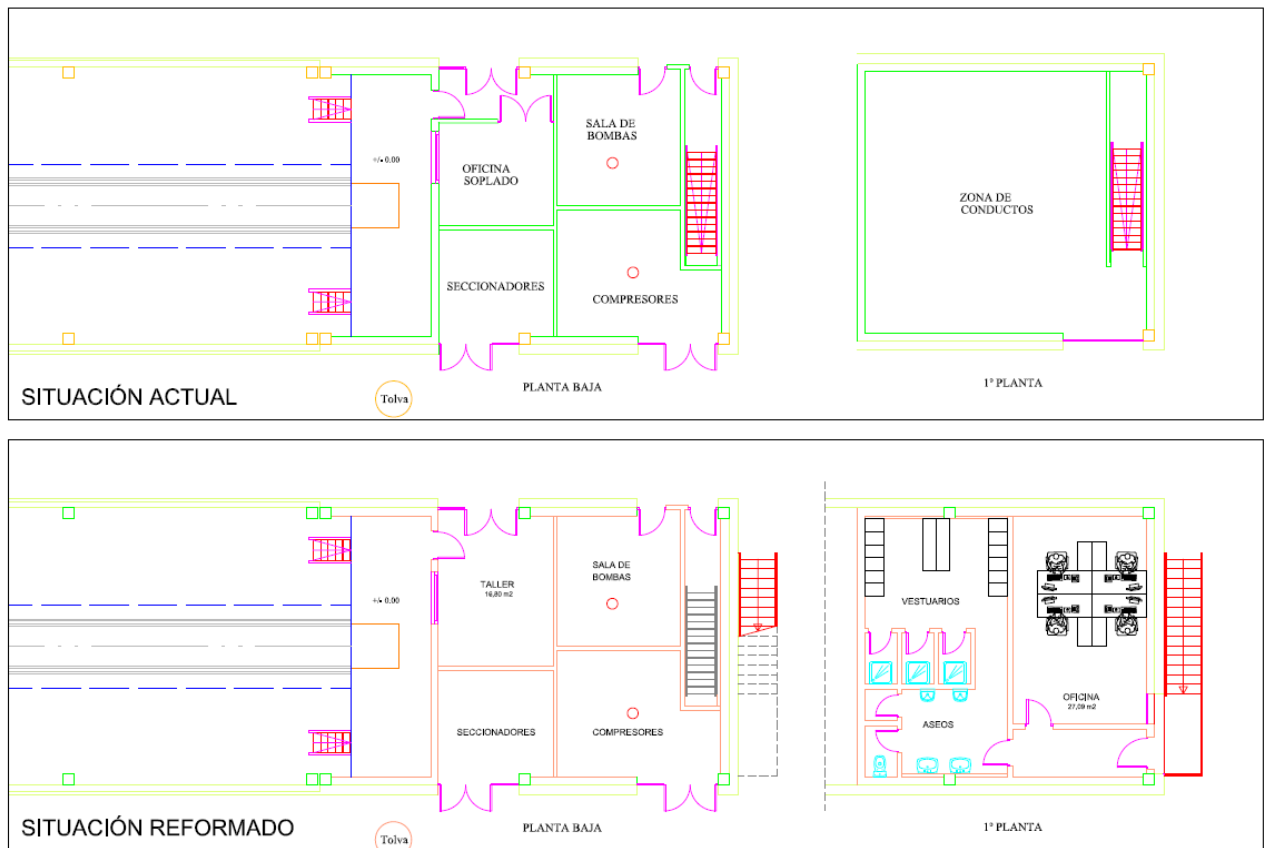 +/- 0.00
OFICINA
SOPLADO
SALA DE
BOMBAS
SECCIONADORES
COMPRESORES
ZONA DE
CONDUCTOS
SITUACIÓN ACTUAL
Tolva
PLANTA BAJA
1º PLANTA
+/- 0.00
TALLER
16,80 m2
SALA DE
BOMBAS
SECCIONADORES
COMPRESORES
VESTUARIOS
ASEOS
OFICINA
27,09 m2
SITUACIÓN REFORMADO
Tolva
PLANTA BAJA
1º PLANTA